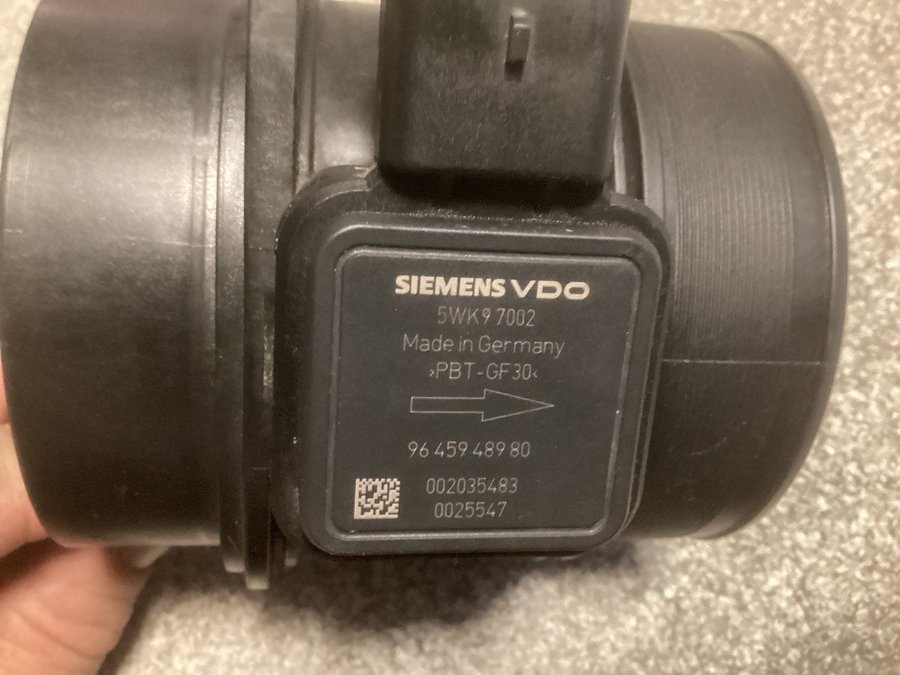 SIEMENS VDO
5WK9 7002
Made in Germany
›PBT-GF30‹
96 459 489 80
002035483
0025547